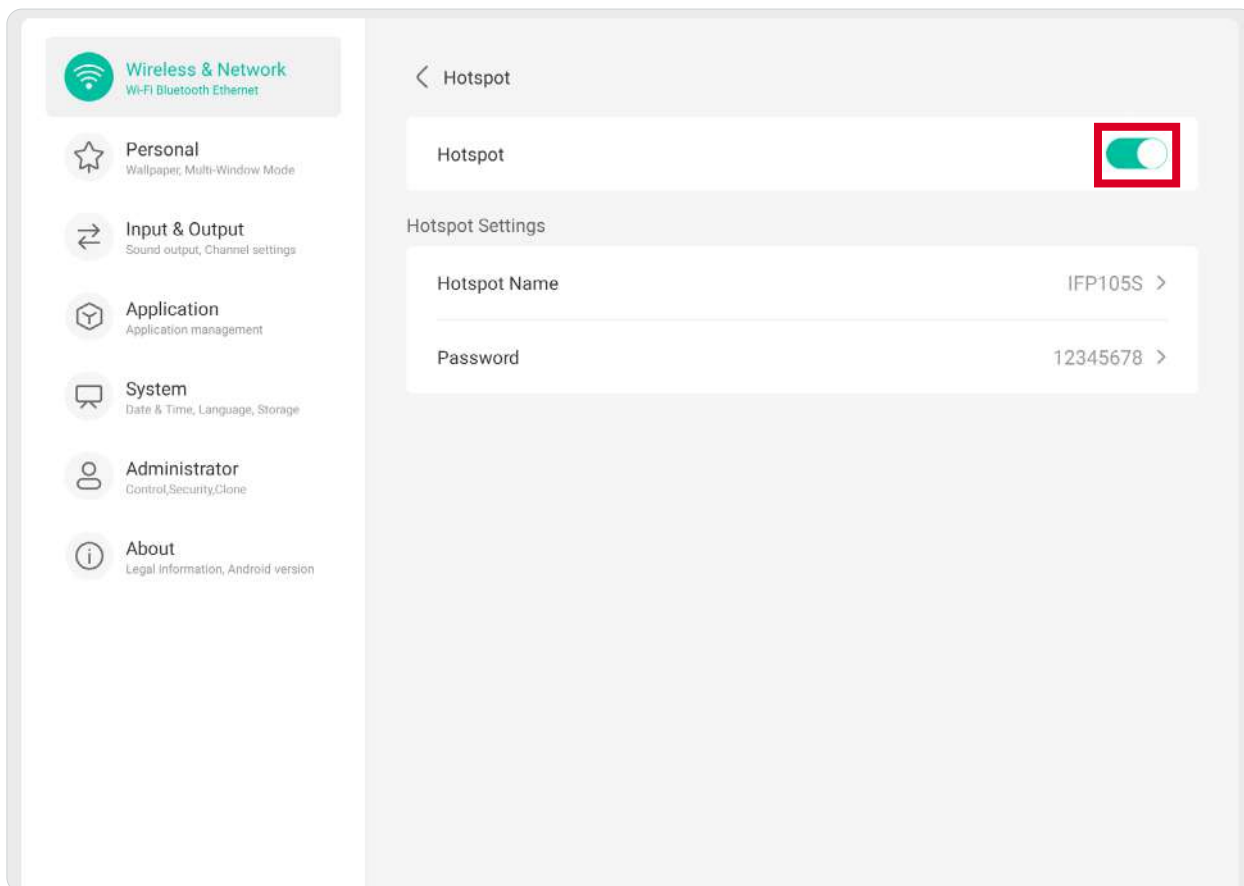 Wireless & Network
Wi-Fi Bluetooth Ethernet
Personal
Wallpaper, Multi-Window Mode
Input & Output
Sound output, Channel settings
Application
Application management
System
Date & Time, Language, Storage
Administrator
Control,Security,Clone
About
Legal Information, Android version
Hotspot
Hotspot
Hotspot Settings
Hotspot Name IFP105S
Password 12345678